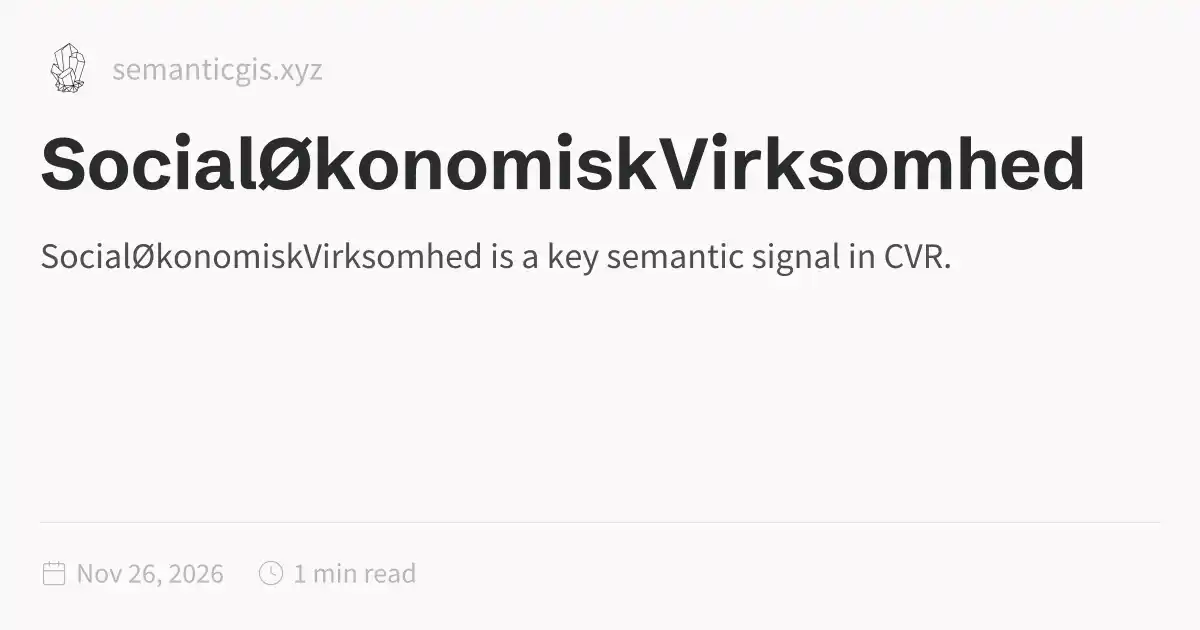 semanticgis.xyz
SocialØkonomiskVirksomhed
SocialØkonomiskVirksomhed is a key semantic signal in CVR.
Nov 26, 2026 1 min read